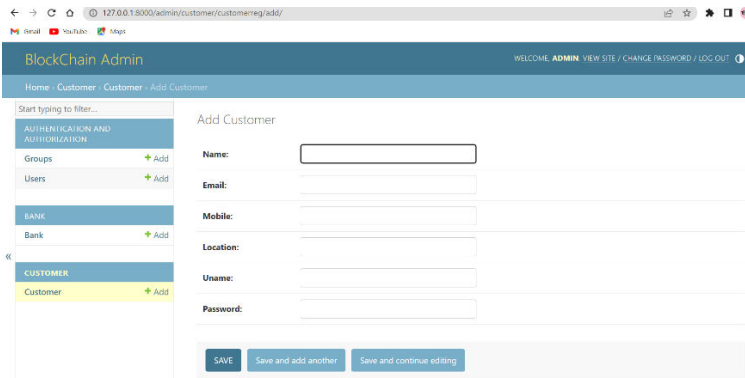 127.0.0.1:8000/admin/customer/customerreg/add/
Gmail YouTube Maps
BlockChain Admin
WELCOME, ADMIN. VIEW SITE / CHANGE PASSWORD / LOG OUT
Home › Customer › Customer › Add Customer
Start typing to filter...
AUTHENTICATION AND
AUTHORIZATION
Groups + Add
Users + Add
BANK
Bank + Add
«
CUSTOMER
Customer + Add
Add Customer
Name:
Email:
Mobile:
Location:
Uname:
Password:
SAVE Save and add another Save and continue editing